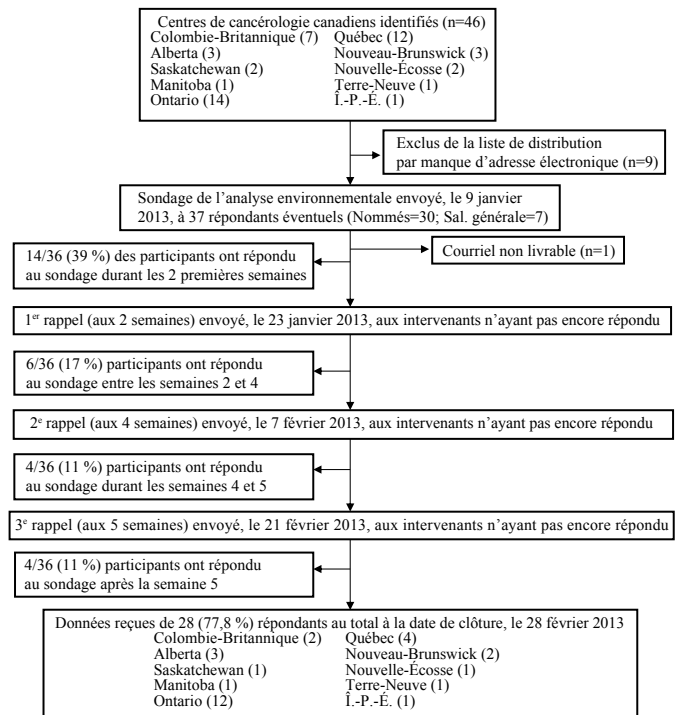 Centres de cancérologie canadiens identifiés (n=46)
Colombie-Britannique (7) Québec (12)
Alberta (3) Nouveau-Brunswick (3)
Saskatchewan (2) Nouvelle-Écosse (2)
Manitoba (1) Terre-Neuve (1)
Ontario (14) Î.-P.-É. (1)
Exclus de la liste de distribution
par manque d’adresse électronique (n=9)
Sondage de l’analyse environnementale envoyé, le 9 janvier
2013, à 37 répondants éventuels (Nommés=30; Sal. générale=7)
Courriel non livrable (n=1)
14/36 (39 %) des participants ont répondu
au sondage durant les 2 premières semaines
1er rappel (aux 2 semaines) envoyé, le 23 janvier 2013, aux intervenants n’ayant pas encore répondu
6/36 (17 %) participants ont répondu
au sondage entre les semaines 2 et 4
2e rappel (aux 4 semaines) envoyé, le 7 février 2013, aux intervenants n’ayant pas encore répondu
4/36 (11 %) participants ont répondu
au sondage durant les semaines 4 et 5
3e rappel (aux 5 semaines) envoyé, le 21 février 2013, aux intervenants n’ayant pas encore répondu
4/36 (11 %) participants ont répondu
au sondage après la semaine 5
Données reçues de 28 (77,8 %) répondants au total à la date de clôture, le 28 février 2013
Colombie-Britannique (2) Québec (4)
Alberta (3) Nouveau-Brunswick (2)
Saskatchewan (1) Nouvelle-Écosse (1)
Manitoba (1) Terre-Neuve (1)
Ontario (12) Î.-P.-É. (1)